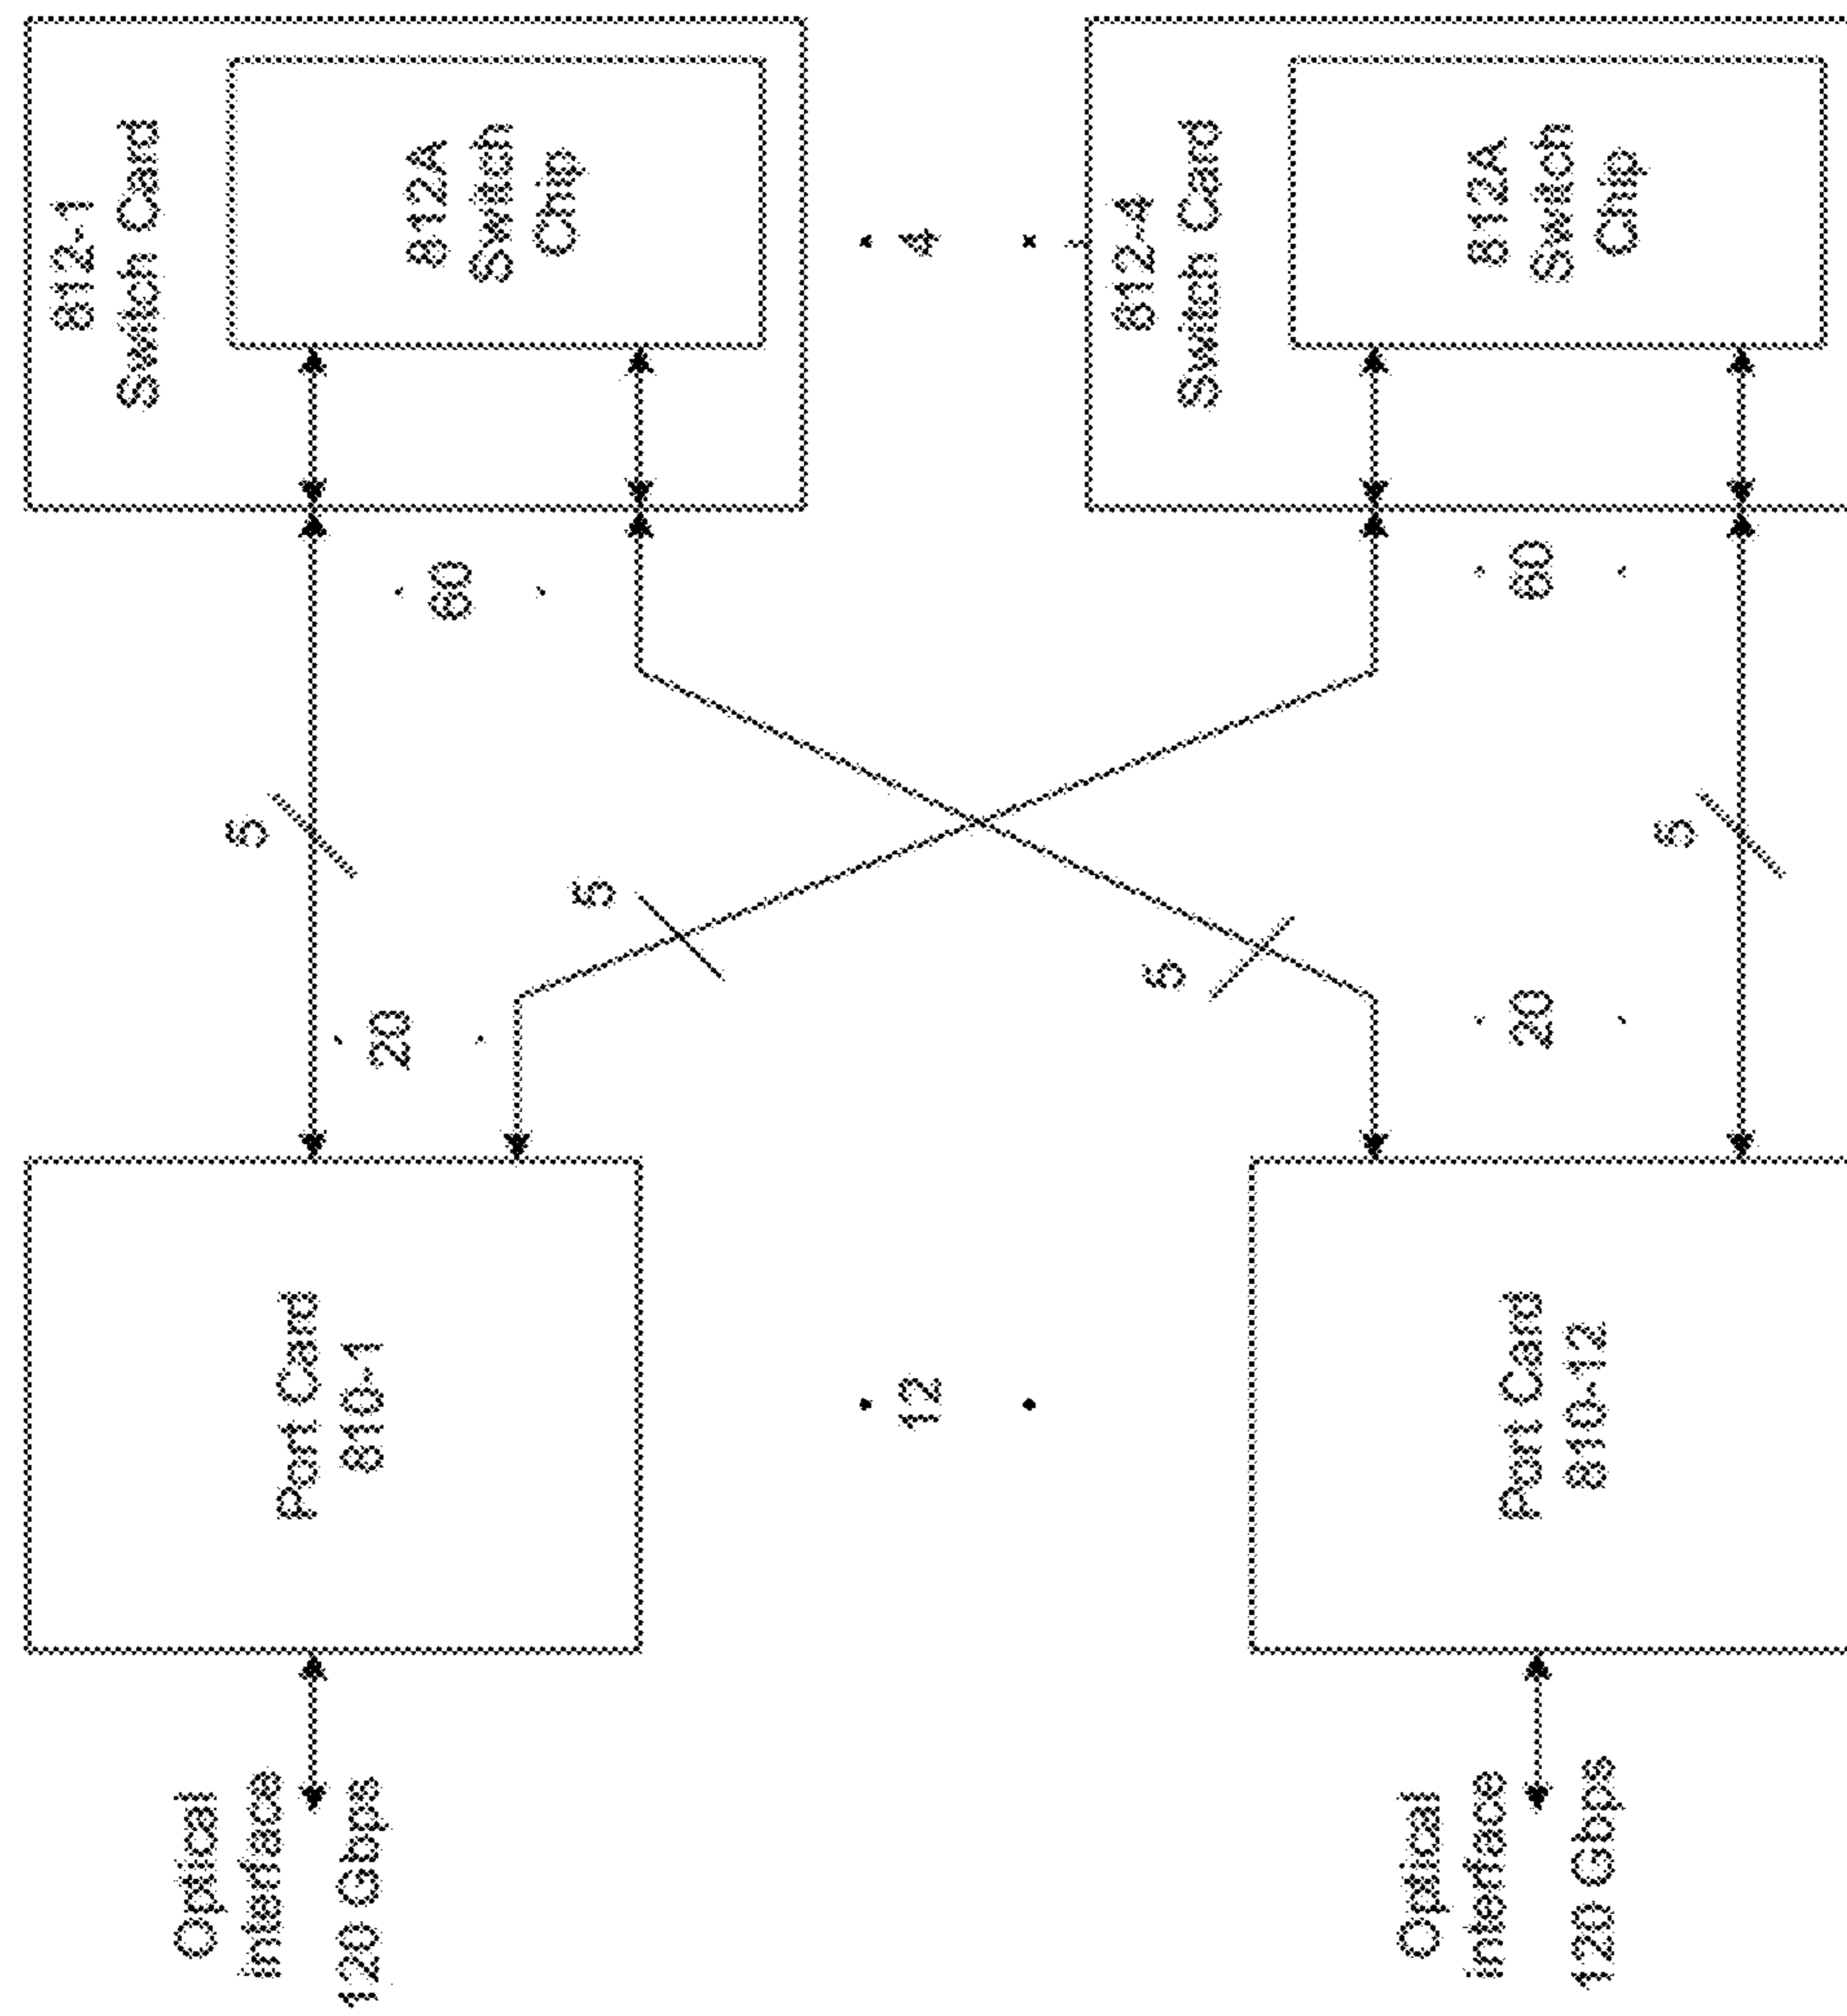 Optical
interface
120 Gbps
Port Card
810-1
20
5
5
60
812-1
Switch Card
812A
Switch
Chip
12
4
Optical
interface
120 Gbps
Port Card
810-12
20
5
5
60
812-4
Switch Card
812A
Switch
Chip